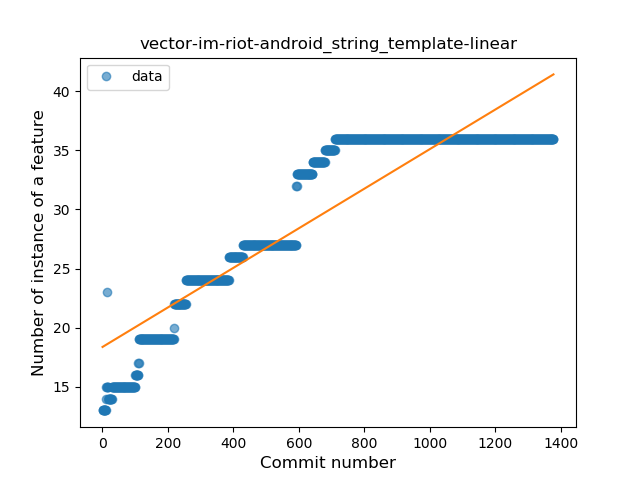 vector-im-riot-android_string_template-linear
data
Number of instance of a feature
40
35
30
25
20
15
0 200 400 600 800 1000 1200 1400
Commit number